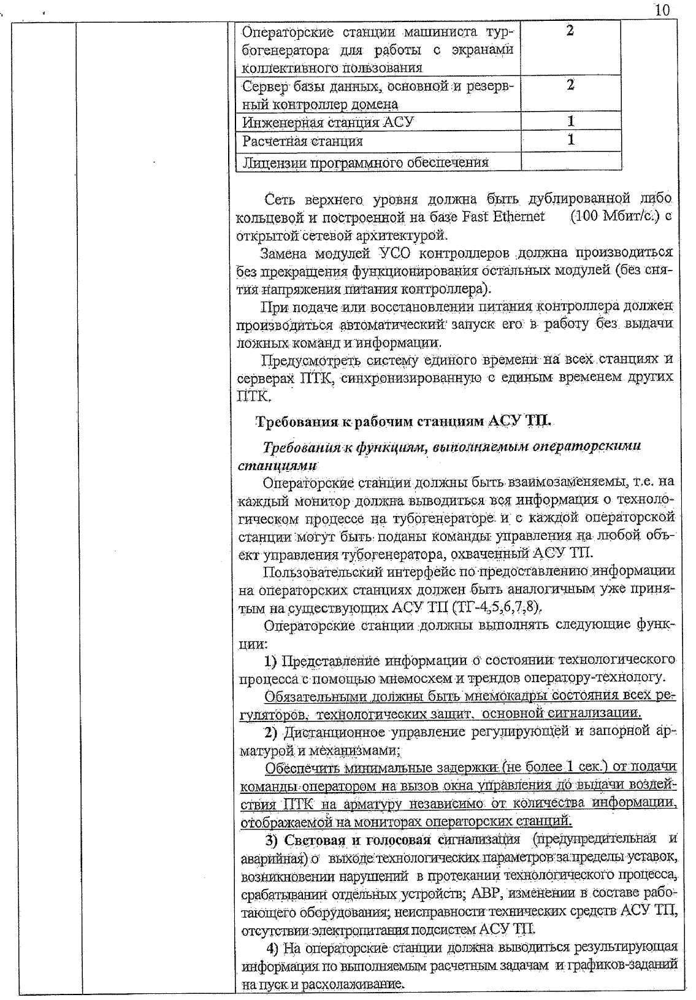 10
Операторские станции машиниста тур-
богенератора для работы с экранами
коллективного пользования
2
Сервер базы данных, основной и резерв-
ный контроллер домена
2
Инженерная станция АСУ
1
Расчетная станция
1
Лицензии программного обеспечения
Сеть верхнего уровня должна быть дублированной либо
кольцевой и построенной на базе Fast Ethernet (100 Мбит/с.) с
открытой сетевой архитектурой.
Замена модулей УСО контроллеров должна производиться
без прекращения функционирования остальных модулей (без сня-
тия напряжения питания контроллера).
При подаче или восстановлении питания контроллера должен
производиться автоматический запуск его в работу без выдачи
ложных команд и информации.
Предусмотреть систему единого времени на всех станциях и
серверах ПТК, синхронизированную с единым временем других
ПТК.
Требования к рабочим станциям АСУ ТП.
Требования к функциям, выполняемым операторскими
станциями
Операторские станции должны быть взаимозаменяемы, т.е. на
каждый монитор должна выводиться вся информация о техноло-
гическом процессе на тубогенераторе и с каждой операторской
станции могут быть поданы команды управления на любой объ-
ект управления тубогенератора, охваченный АСУ ТП.
Пользовательский интерфейс по предоставлению информации
на операторских станциях должен быть аналогичным уже приня-
тым на существующих АСУ ТП (ТГ-4,5,6,7,8).
Операторские станции должны выполнять следующие функ-
ции:
1) Представление информации о состоянии технологического
процесса с помощью мнемосхем и трендов оператору-технологу.
Обязательными должны быть мнемокадры состояния всех ре-
гуляторов, технологических защит, основной сигнализации.
2) Дистанционное управление регулирующей и запорной ар-
матурой и механизмами;
Обеспечить минимальные задержки (не более 1 сек.) от подачи
команды оператором на вызов окна управления до выдачи воздей-
ствия ПТК на арматуру независимо от количества информации,
отображаемой на мониторах операторских станций.
3) Световая и голосовая сигнализация (предупредительная и
аварийная) о выходе технологических параметров за пределы уставок,
возникновении нарушений в протекании технологического процесса,
срабатывании отдельных устройств; АВР, изменении в составе рабо-
тающего оборудования; неисправности технических средств АСУ ТП,
отсутствии электропитания подсистем АСУ ТП.
4) На операторские станции должна выводиться результирующая
информация по выполняемым расчетным задачам и графиков-заданий
на пуск и расхолаживание.